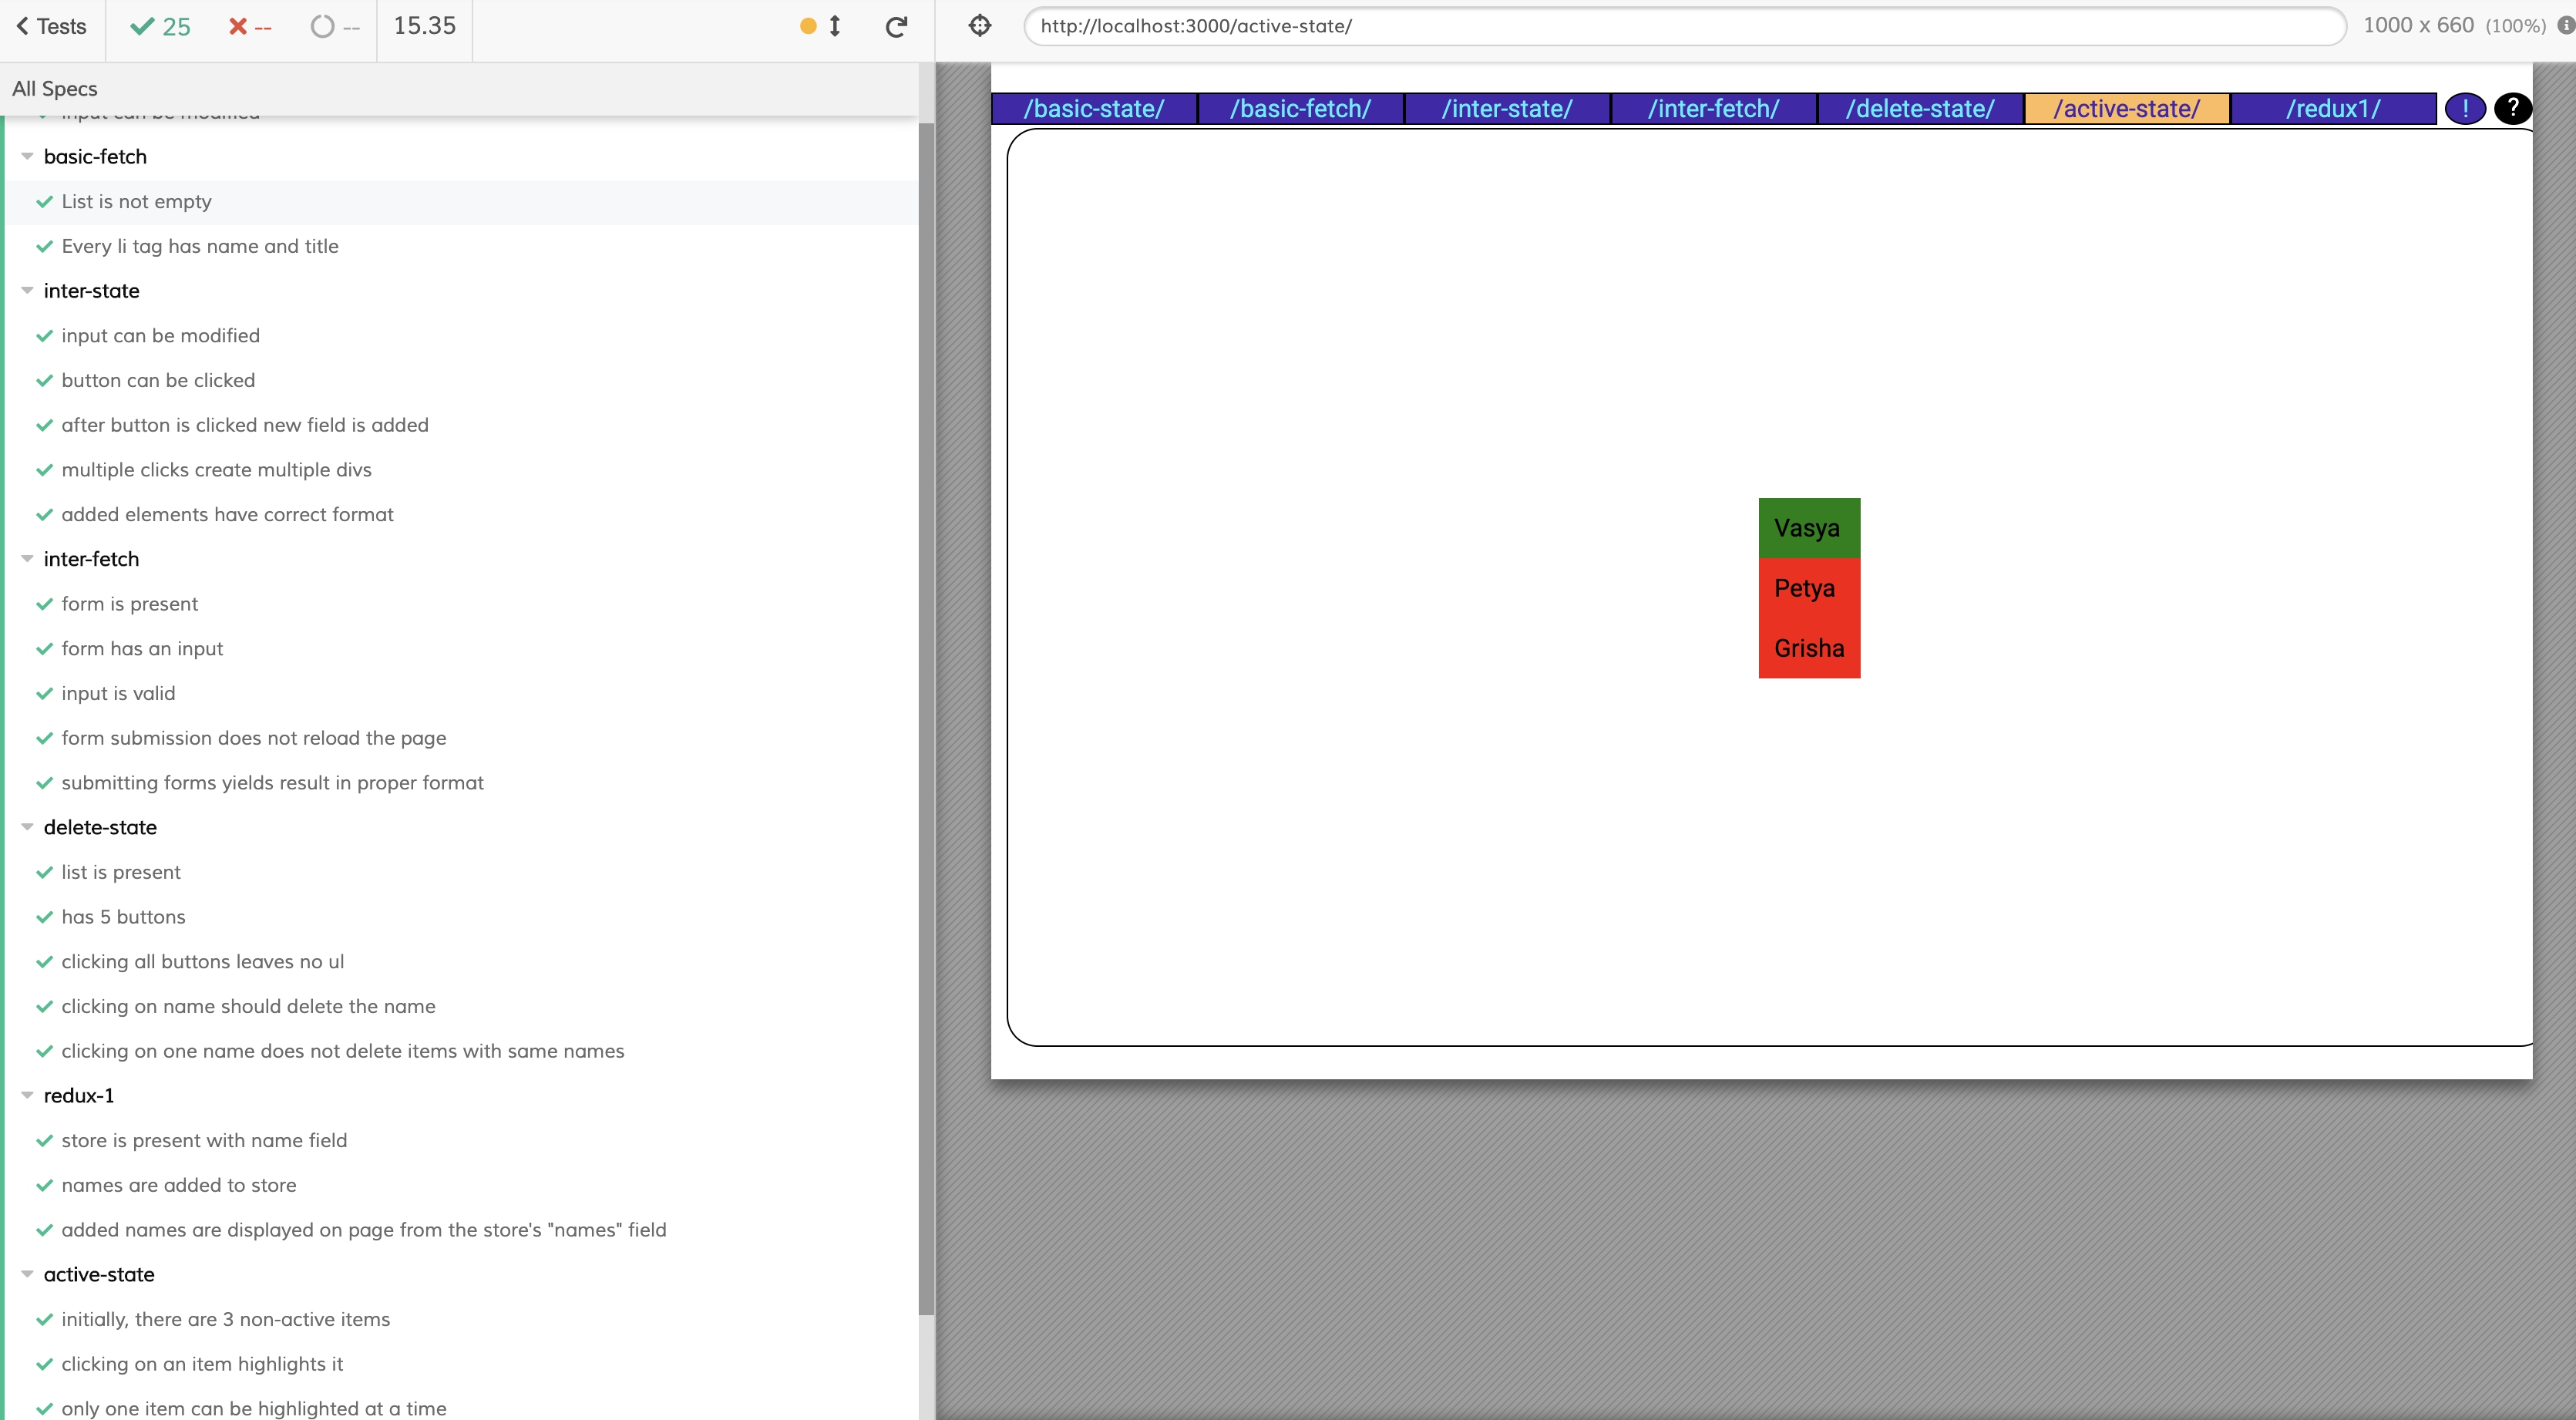 Tests 25 -- -- 15.35
http://localhost:3000/active-state/ 1000 x 660 (100%)
All Specs
input can be modified
basic-fetch
List is not empty
Every li tag has name and title
inter-state
input can be modified
button can be clicked
after button is clicked new field is added
multiple clicks create multiple divs
added elements have correct format
inter-fetch
form is present
form has an input
input is valid
form submission does not reload the page
submitting forms yields result in proper format
delete-state
list is present
has 5 buttons
clicking all buttons leaves no ul
clicking on name should delete the name
clicking on one name does not delete items with same names
redux-1
store is present with name field
names are added to store
added names are displayed on page from the store's "names" field
active-state
initially, there are 3 non-active items
clicking on an item highlights it
only one item can be highlighted at a time
/basic-state/ /basic-fetch/ /inter-state/ /inter-fetch/ /delete-state/ /active-state/ /redux1/ ! ?
Vasya
Petya
Grisha